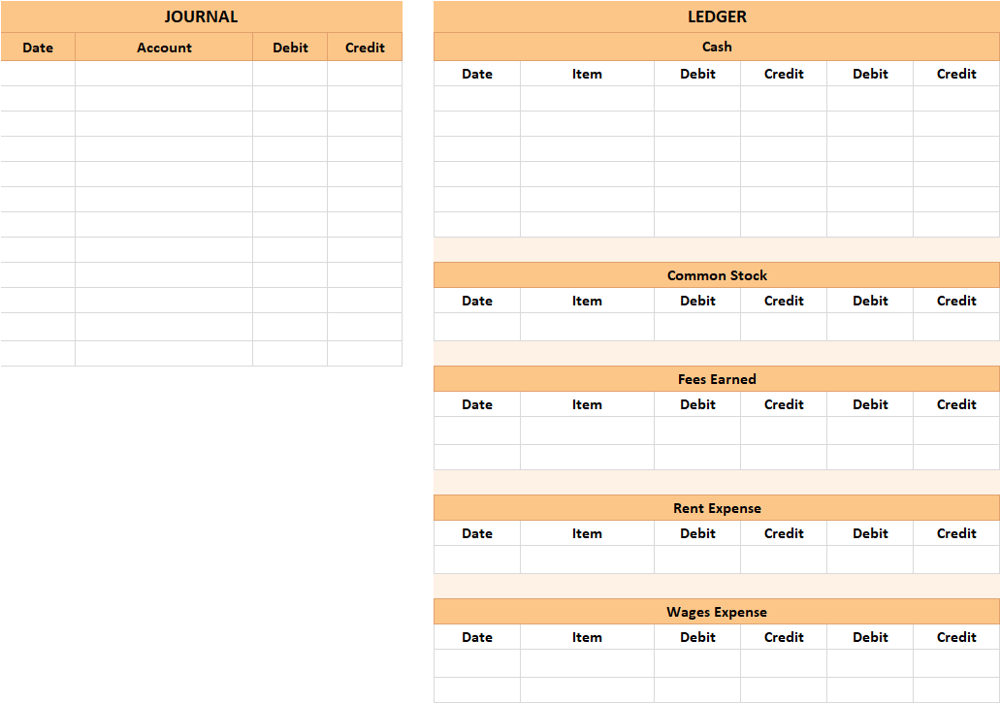 JOURNAL
Date Account Debit Credit
LEDGER
Cash
Date Item Debit Credit Debit Credit
Common Stock
Date Item Debit Credit Debit Credit
Fees Earned
Date Item Debit Credit Debit Credit
Rent Expense
Date Item Debit Credit Debit Credit
Wages Expense
Date Item Debit Credit Debit Credit